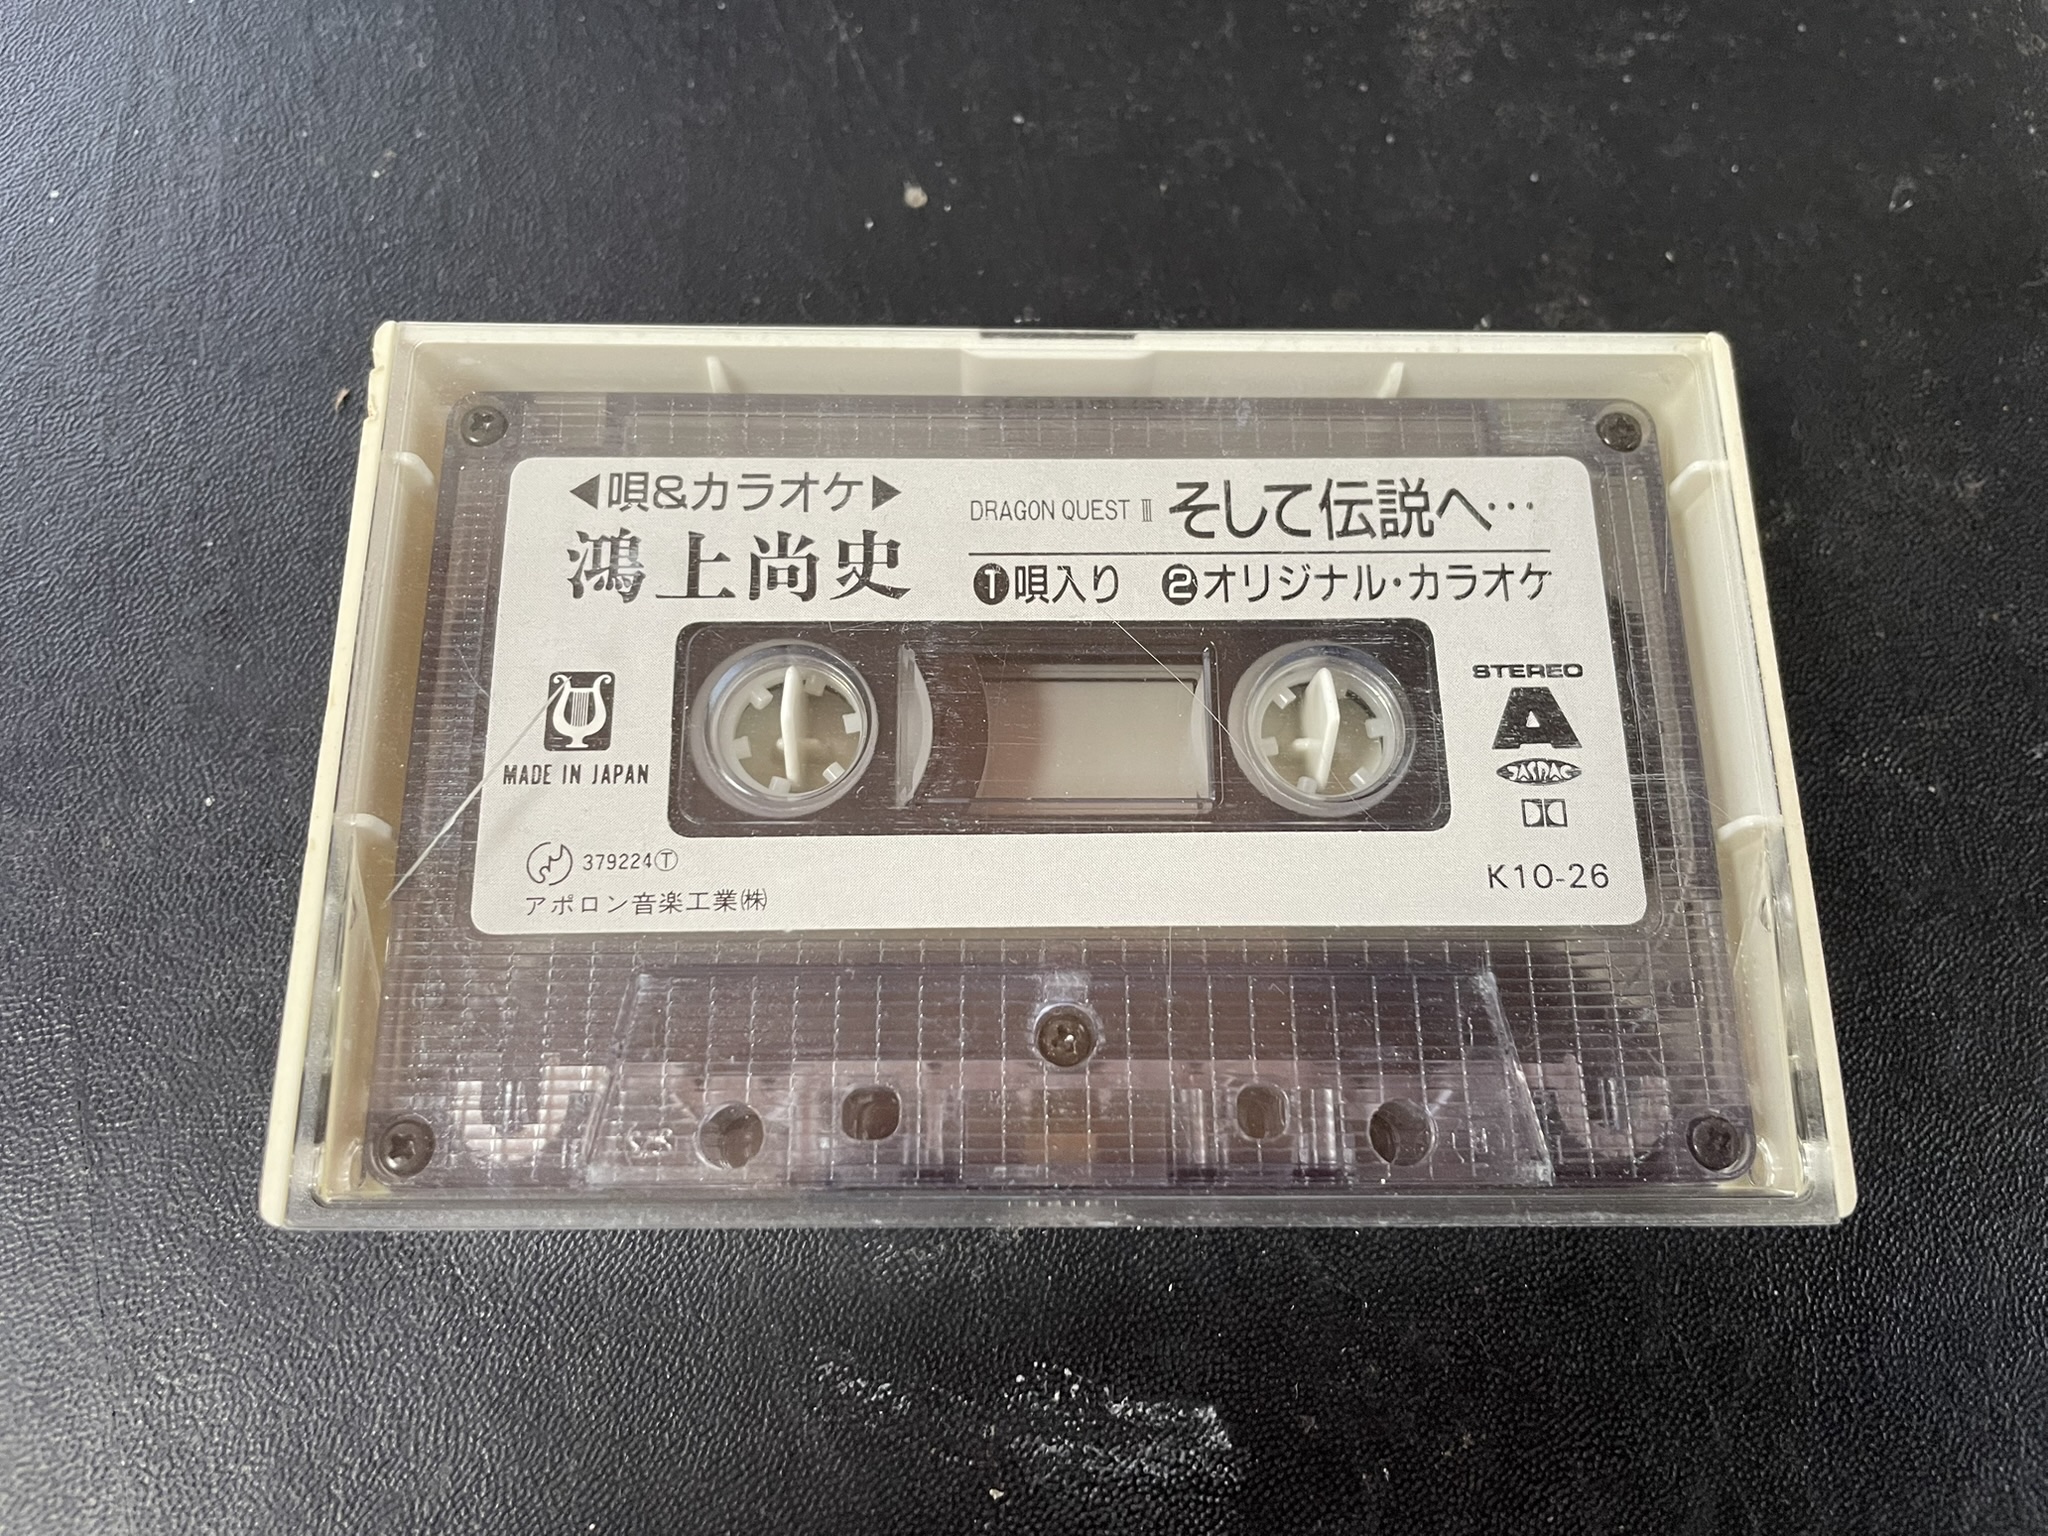 ◀唄&カラオケ▶
鴻上尚史
DRAGON QUEST Ⅲ そして伝説へ…
❶唄入り ❷オリジナル・カラオケ
MADE IN JAPAN
STEREO
A
JASRAC
379224Ⓣ
アポロン音楽工業㈱
K10-26